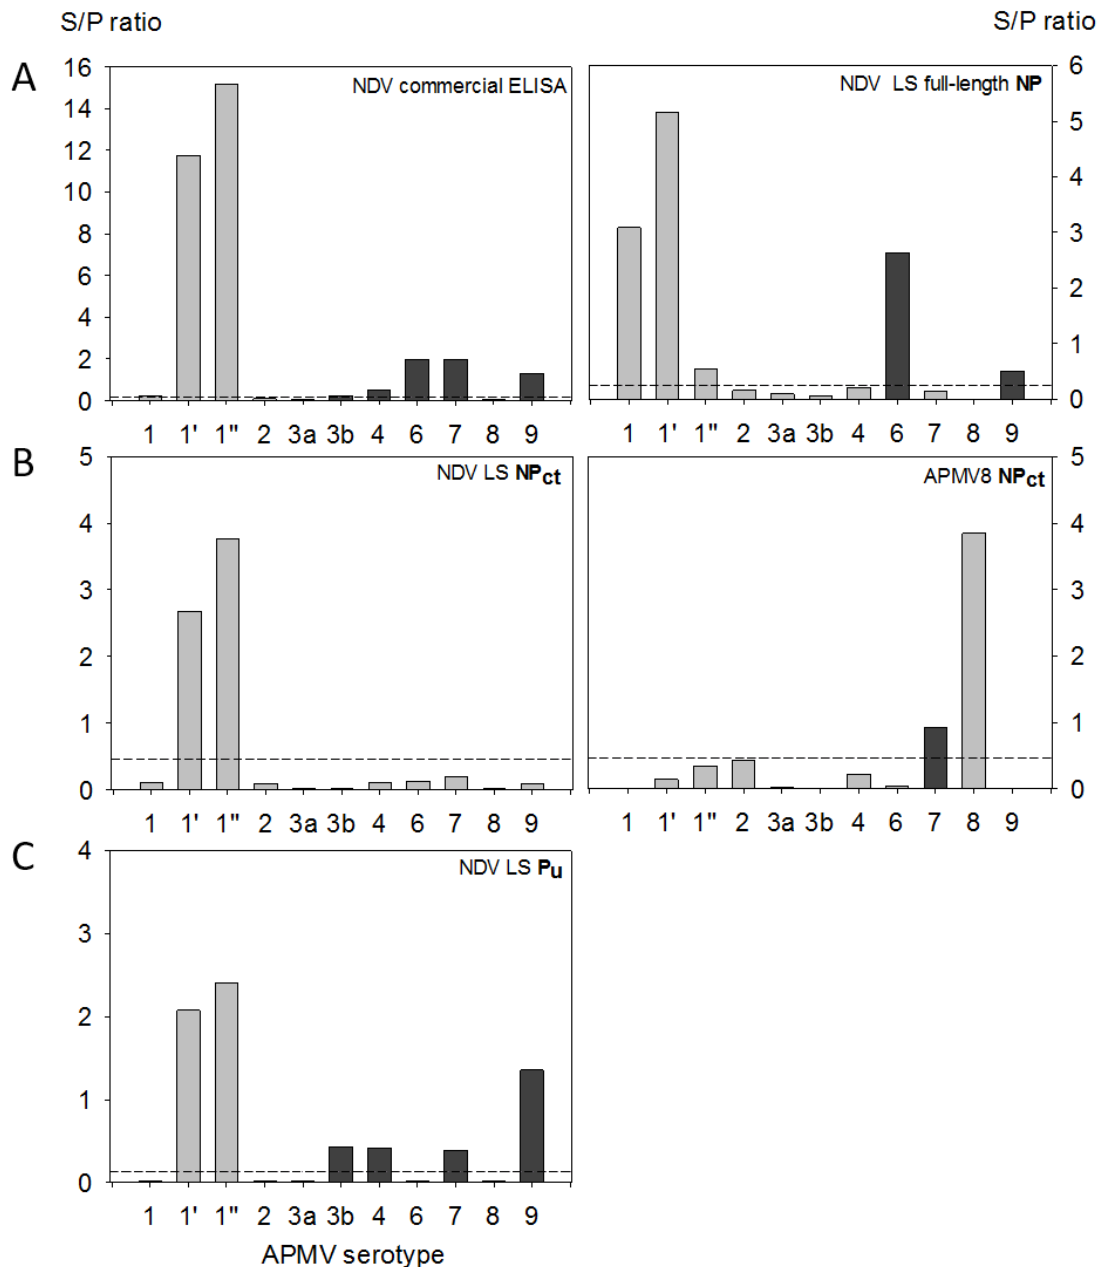 S/P ratio
S/P ratio
A
NDV commercial ELISA
16
14
12
10
8
6
4
2
0
1 1' 1" 2 3a 3b 4 6 7 8 9
NDV LS full-length NP
6
5
4
3
2
1
0
1 1' 1" 2 3a 3b 4 6 7 8 9
B
NDV LS NPct
5
4
3
2
1
0
1 1' 1" 2 3a 3b 4 6 7 8 9
APMV8 NPct
5
4
3
2
1
0
1 1' 1" 2 3a 3b 4 6 7 8 9
C
NDV LS Pu
4
3
2
1
0
1 1' 1" 2 3a 3b 4 6 7 8 9
APMV serotype